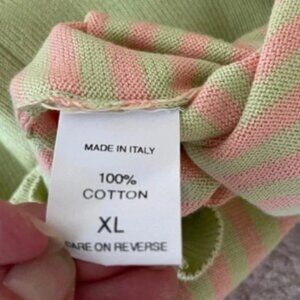 MADE IN ITALY
100%
COTTON
XL
CARE ON REVERSE